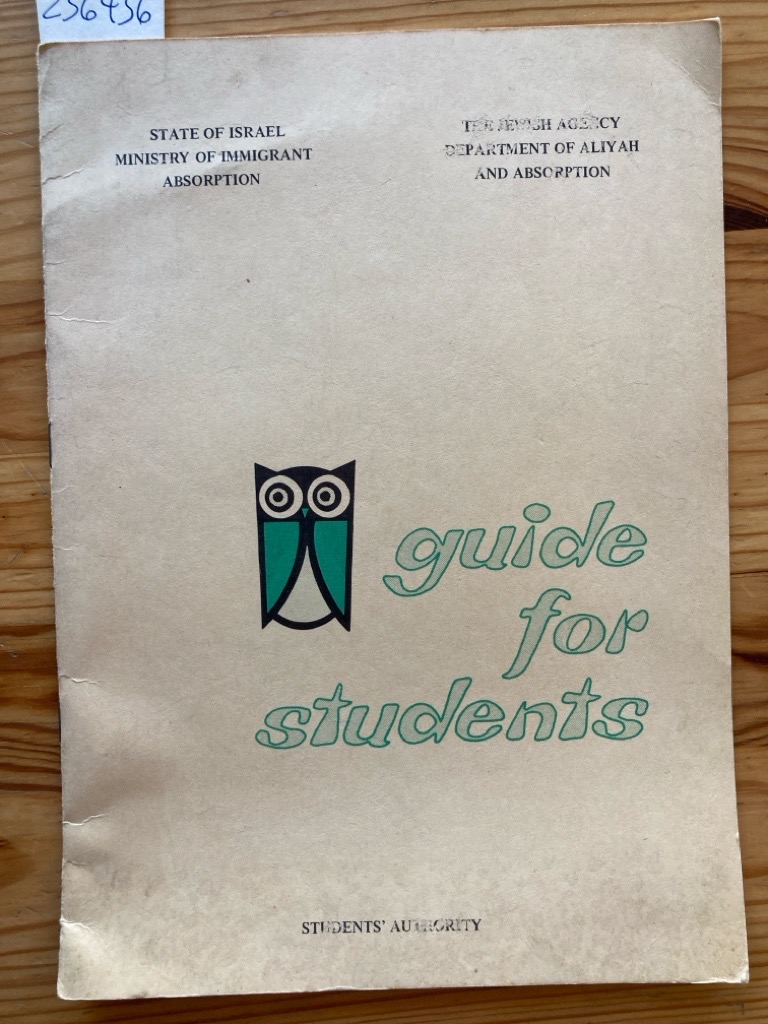 256456
STATE OF ISRAEL
MINISTRY OF IMMIGRANT
ABSORPTION
THE JEWISH AGENCY
DEPARTMENT OF ALIYAH
AND ABSORPTION
guide
for
students
STUDENTS' AUTHORITY